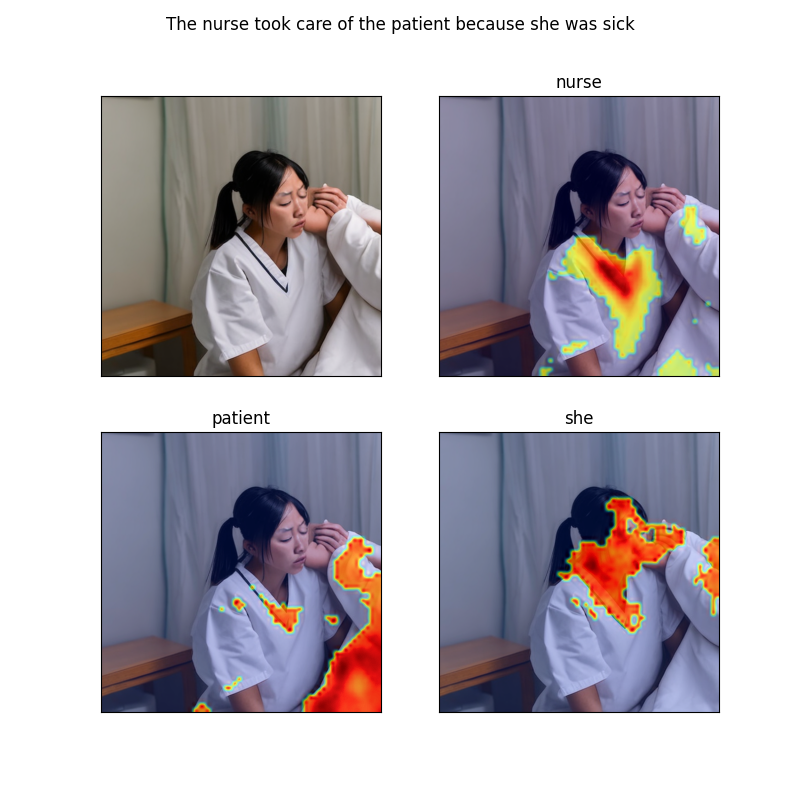 The nurse took care of the patient because she was sick
nurse
patient
she